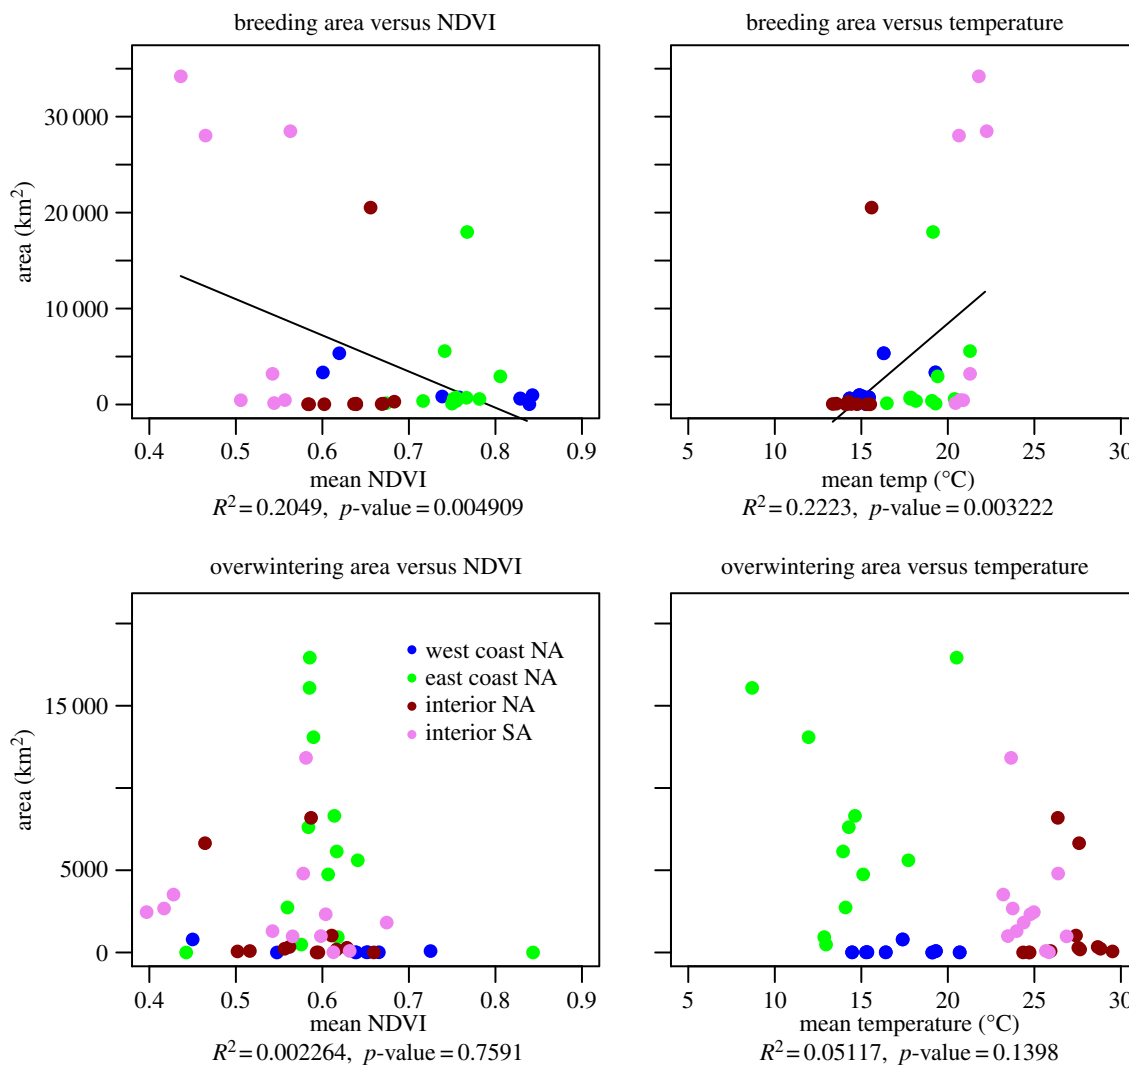 breeding area versus NDVI
breeding area versus temperature
area (km²)
30 000
20 000
10 000
0
0.4 0.5 0.6 0.7 0.8 0.9
5 10 15 20 25 30
mean NDVI
mean temp (°C)
R² = 0.2049, p-value = 0.004909
R² = 0.2223, p-value = 0.003222
overwintering area versus NDVI
overwintering area versus temperature
area (km²)
15 000
5000
0
west coast NA
east coast NA
interior NA
interior SA
0.4 0.5 0.6 0.7 0.8 0.9
5 10 15 20 25 30
mean NDVI
mean temperature (°C)
R² = 0.002264, p-value = 0.7591
R² = 0.05117, p-value = 0.1398